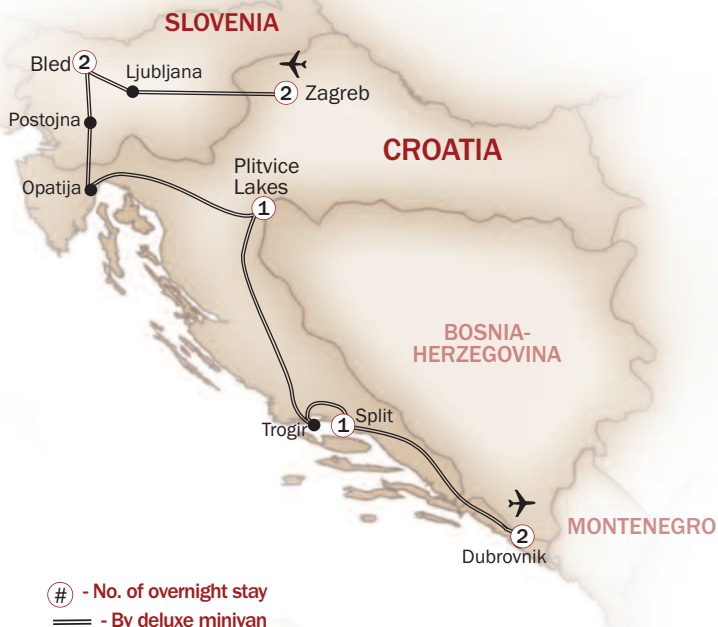 SLOVENIA
Bled 2
Ljubljana
2 Zagreb
Postojna
CROATIA
Plitvice
Lakes
Opatija
1
BOSNIA-
HERZEGOVINA
Trogir
1 Split
MONTENEGRO
2
Dubrovnik
# - No. of overnight stay
- By deluxe minivan